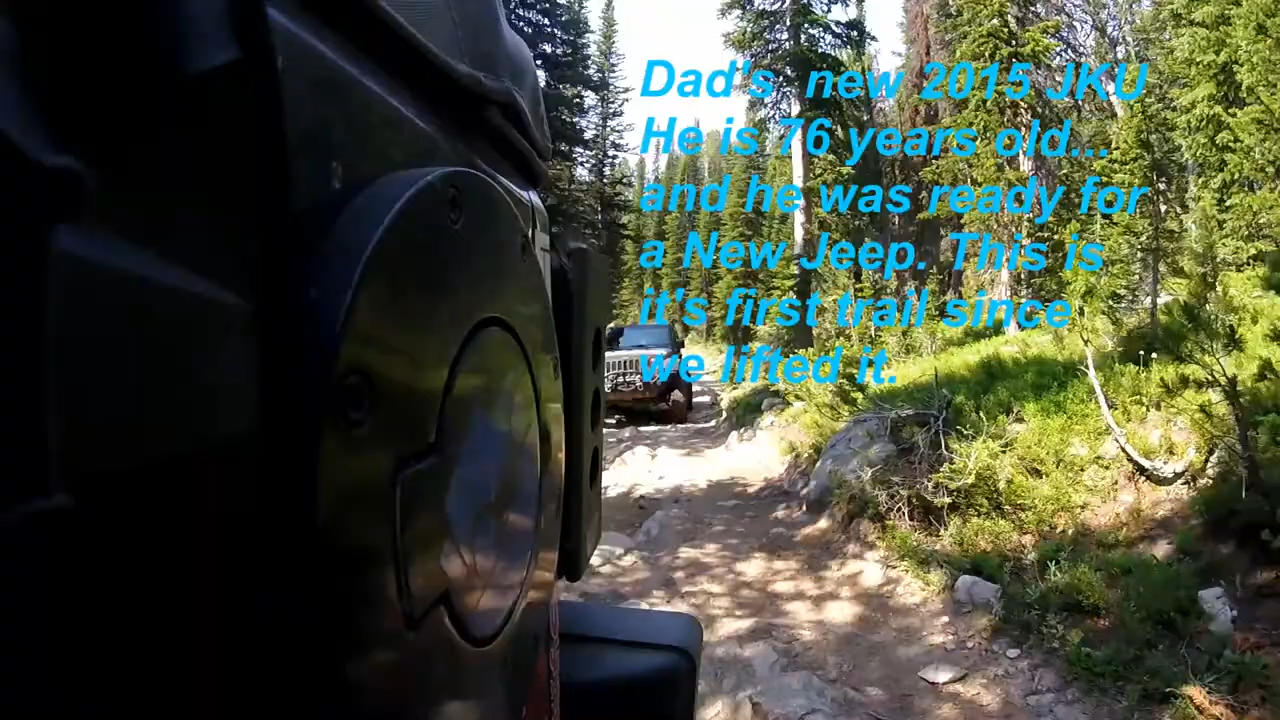 Dad's  new 2015 JKU
He is 76 years old...
and he was ready for
a New Jeep. This is
it's first trail since
we lifted it.